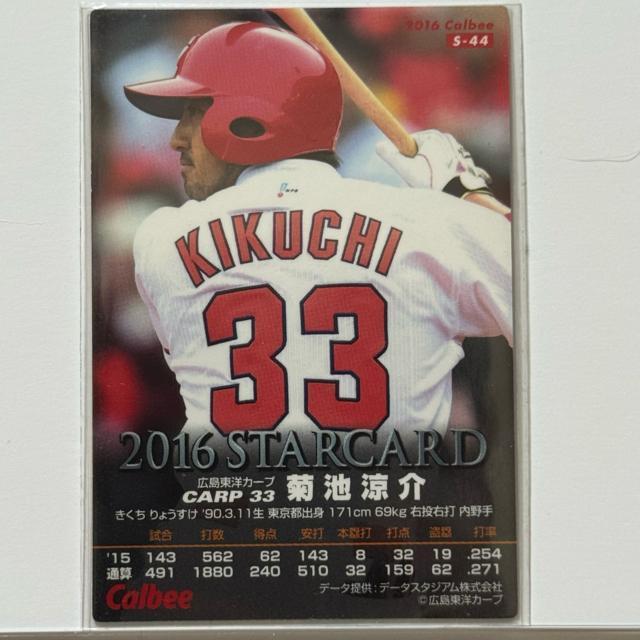 2016 Calbee
S-44
KIKUCHI
33
2016 STARCARD
広島東洋カープ
CARP 33 菊池涼介
きくち りょうすけ '90.3.11生 東京都出身 171cm 69kg 右投右打 内野手
試合 打数 得点 安打 本塁打 打点 盗塁 打率
'15 143 562 62 143 8 32 19 .254
通算 491 1880 240 510 32 159 62 .271
データ提供：データスタジアム株式会社
Calbee ©広島東洋カープ